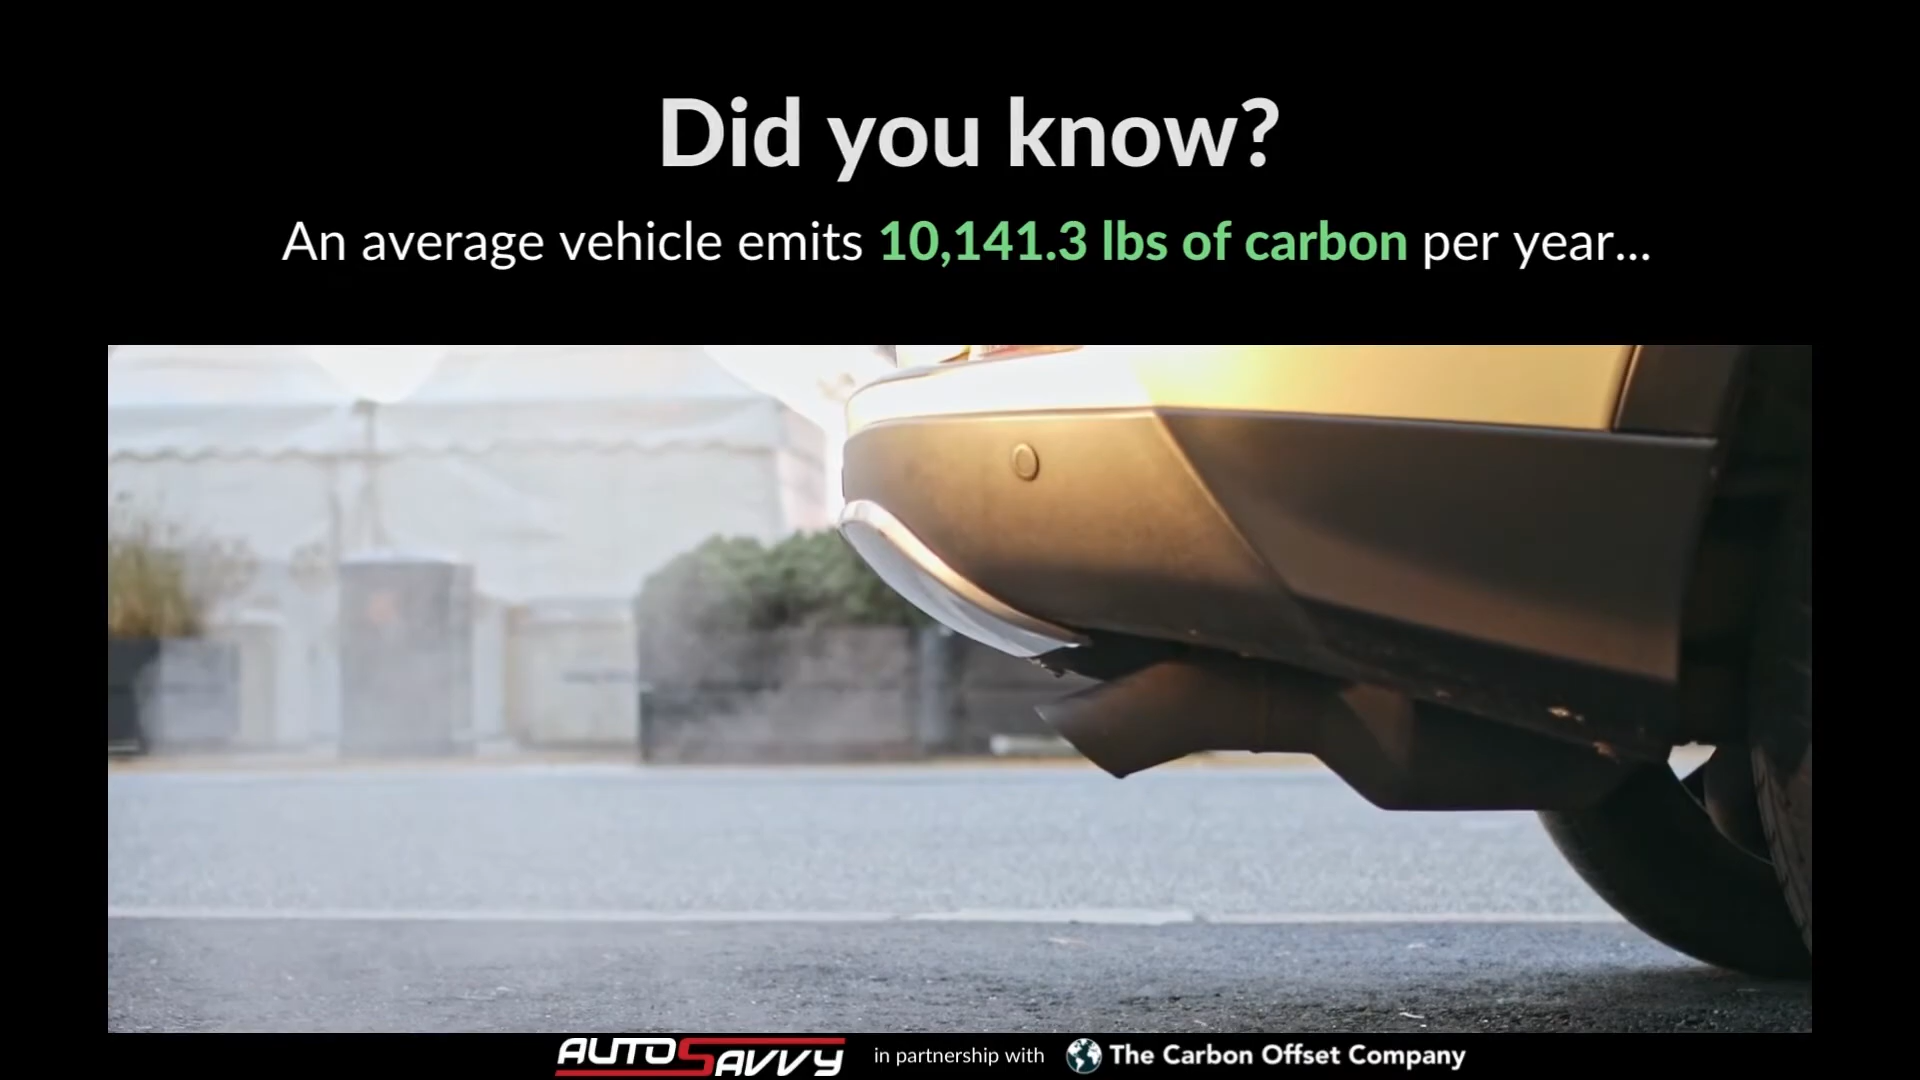 Did you know?
An average vehicle emits 10,141.3 lbs of carbon per year...
AUTOSAVVY in partnership with The Carbon Offset Company